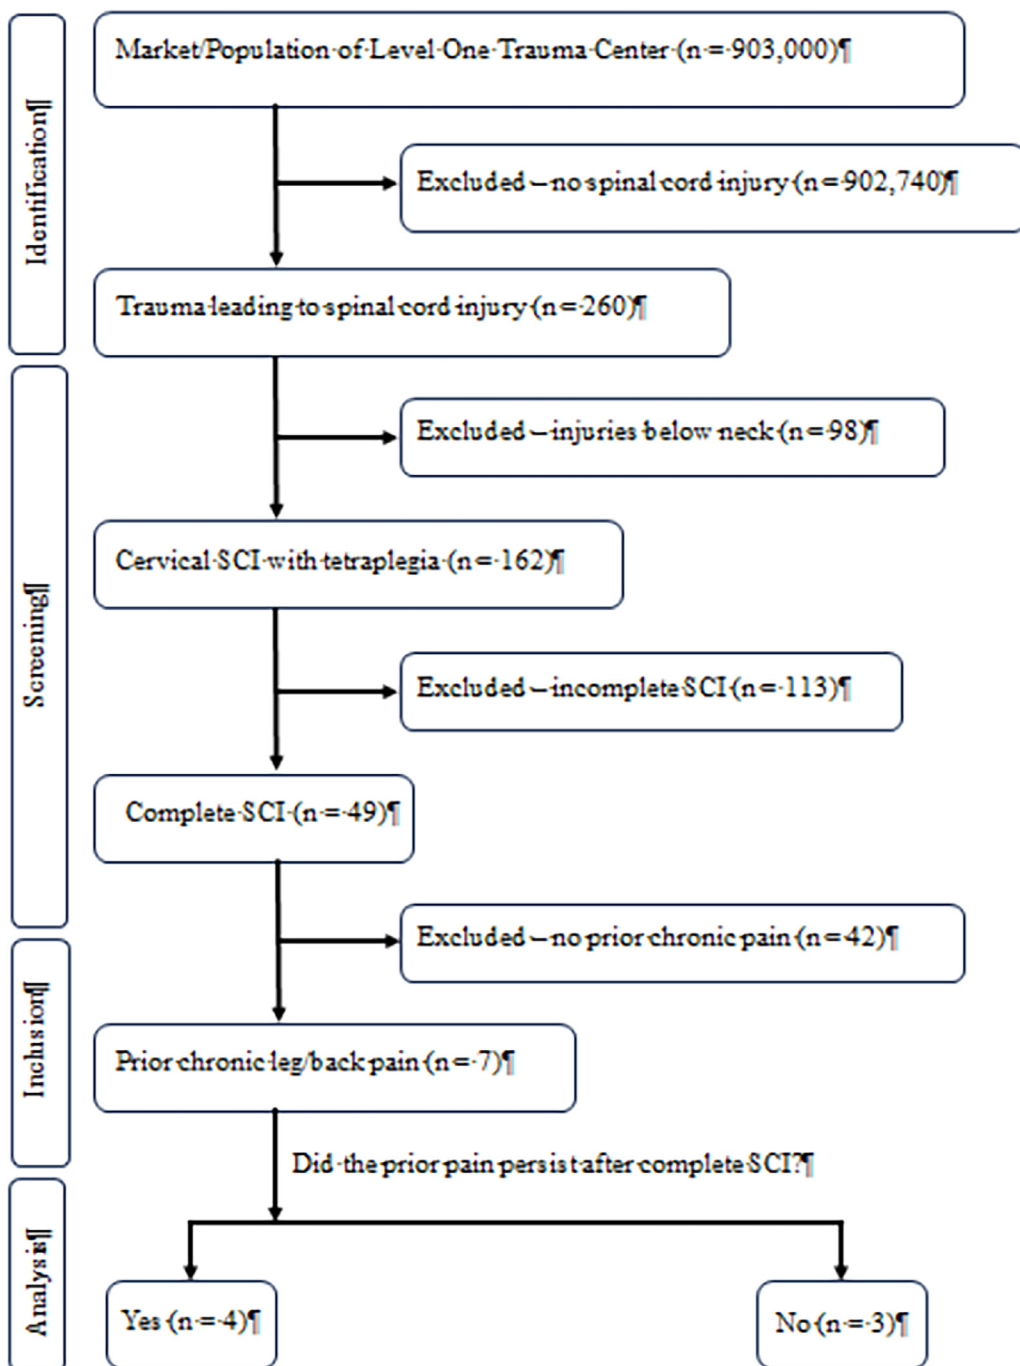 Identification¶
Market/Population·of·Level·One·Trauma·Center·(n·=·903,000)¶
Excluded·–·no·spinal·cord·injury·(n=·902,740)¶
Trauma·leading·to·spinal·cord·injury·(n·=·260)¶
Screening¶
Excluded·–·injuries·below·neck·(n·=·98)¶
Cervical·SCI·with·tetraplegia·(n=·162)¶
Excluded·–·incomplete·SCI·(n=·113)¶
Complete·SCI·(n·=·49)¶
Excluded·–·no·prior·chronic·pain·(n=·42)¶
Inclusion¶
Prior·chronic·leg/back·pain·(n=·7)¶
Did·the·prior·pain·persist·after·complete·SCI?¶
Analysis¶
Yes·(n·=·4)¶
No·(n·=·3)¶